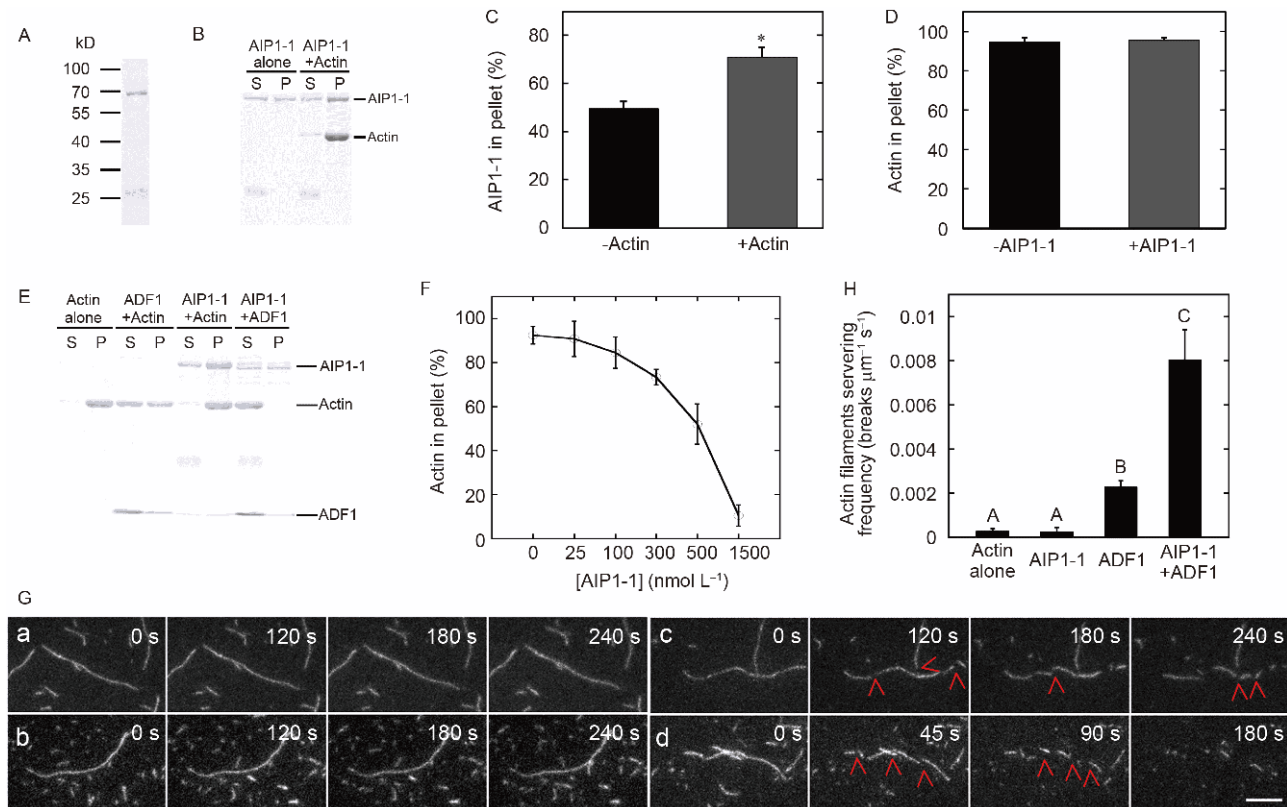 A
kD
100
70
55
40
35
25
B
AIP1-1 alone
AIP1-1 +Actin
S P S P
AIP1-1
Actin
C
AIP1-1 in pellet (%)
80
60
40
20
0
*
-Actin +Actin
D
Actin in pellet (%)
100
80
60
40
80
0
-AIP1-1 +AIP1-1
E
Actin alone
ADF1 +Actin
AIP1-1 +Actin
AIP1-1 +ADF1
S P S P S P S P
AIP1-1
Actin
ADF1
F
Actin in pellet (%)
100
80
60
40
20
0
0 25 100 300 500 1500
[AIP1-1] (nmol L⁻¹)
H
Actin filaments servering
frequency (breaks μm⁻¹ s⁻¹)
0.01
0.008
0.006
0.004
0.002
0
A A B C
Actin alone
AIP1-1
ADF1
AIP1-1 +ADF1
G
a 0 s 120 s 180 s 240 s
c 0 s 120 s 180 s 240 s
b 0 s 120 s 180 s 240 s
d 0 s 45 s 90 s 180 s